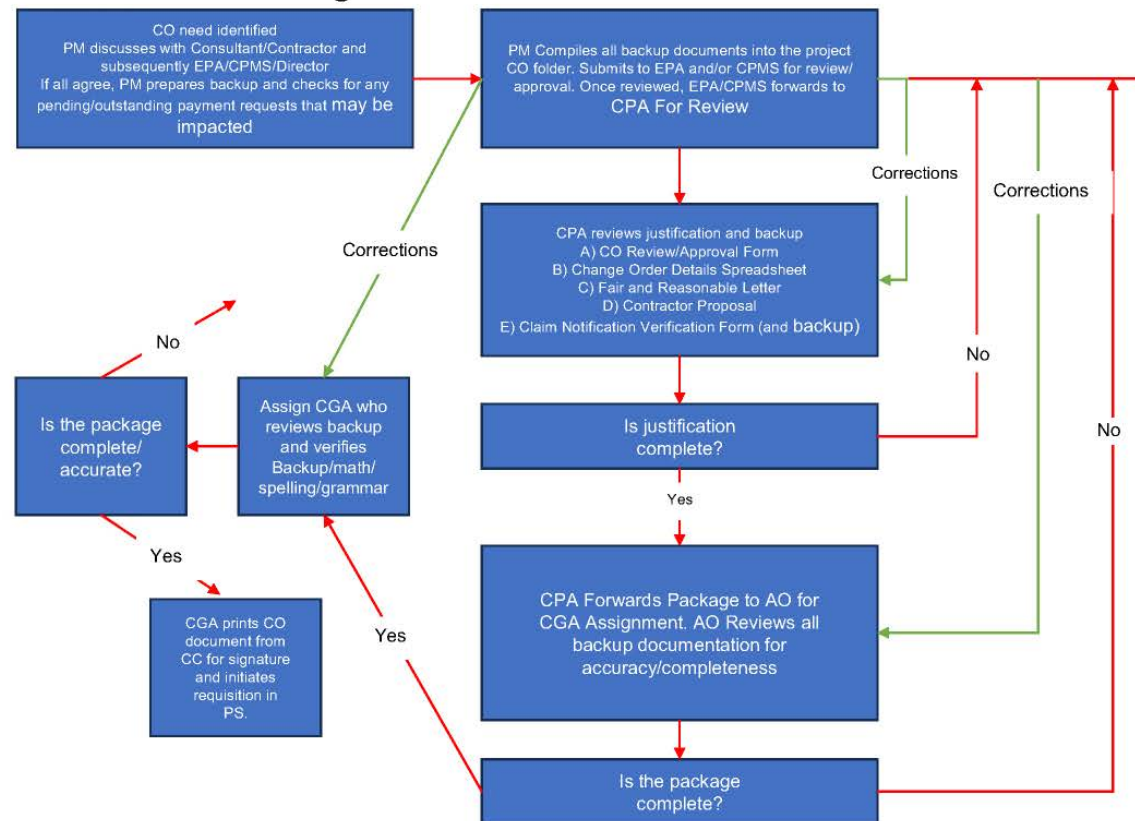 CO need identified
PM discusses with Consultant/Contractor and
subsequently EPA/CPMS/Director
If all agree, PM prepares backup and checks for any
pending/outstanding payment requests that may be
impacted
PM Compiles all backup documents into the project
CO folder. Submits to EPA and/or CPMS for review/
approval. Once reviewed, EPA/CPMS forwards to
CPA For Review
Corrections
Corrections
Corrections
CPA reviews justification and backup
A) CO Review/Approval Form
B) Change Order Details Spreadsheet
C) Fair and Reasonable Letter
D) Contractor Proposal
E) Claim Notification Verification Form (and backup)
No
No
No
Is the package
complete/
accurate?
Assign CGA who
reviews backup
and verifies
Backup/math/
spelling/grammar
Is justification
complete?
Yes
Yes
CGA prints CO
document from
CC for signature
and initiates
requisition in
PS.
Yes
CPA Forwards Package to AO for
CGA Assignment. AO Reviews all
backup documentation for
accuracy/completeness
Is the package
complete?